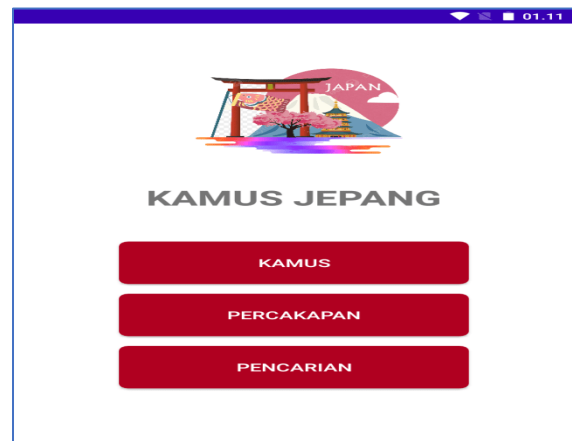 01.11
JAPAN
KAMUS JEPANG
KAMUS
PERCAKAPAN
PENCARIAN